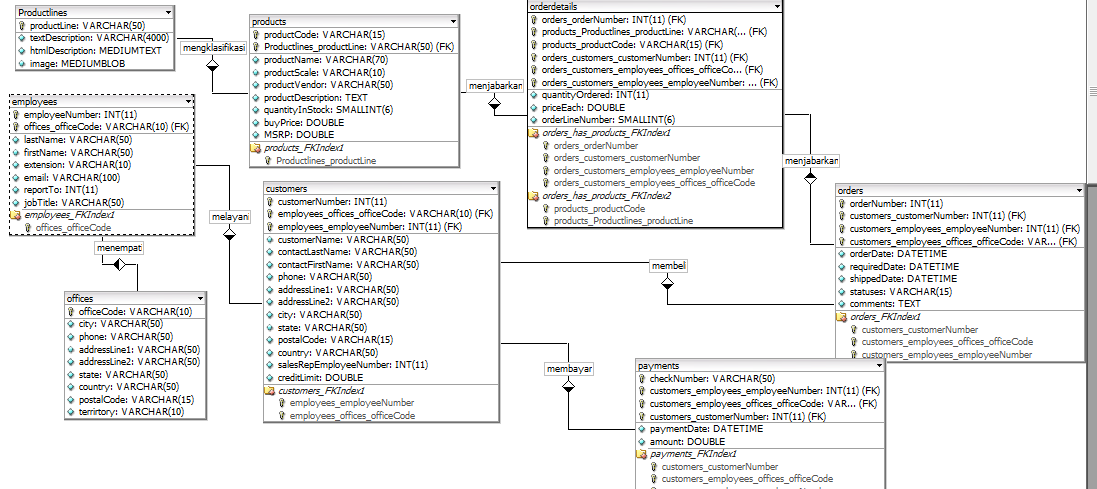 Productlines
productLine: VARCHAR(50)
textDescription: VARCHAR(4000)
htmlDescription: MEDIUMTEXT
image: MEDIUMBLOB
mengklasifikasi
products
productCode: VARCHAR(15)
Productlines_productLine: VARCHAR(50) (FK)
productName: VARCHAR(70)
productScale: VARCHAR(10)
productVendor: VARCHAR(50)
productDescription: TEXT
quantityInStock: SMALLINT(6)
buyPrice: DOUBLE
MSRP: DOUBLE
products_FKIndex1
Productlines_productLine
menjabarkan
orderdetails
orders_orderNumber: INT(11) (FK)
products_Productlines_productLine: VARCHAR(... (FK)
products_productCode: VARCHAR(15) (FK)
orders_customers_customerNumber: INT(11) (FK)
orders_customers_employees_offices_officeCo... (FK)
orders_customers_employees_employeeNumber: ... (FK)
quantityOrdered: INT(11)
priceEach: DOUBLE
orderLineNumber: SMALLINT(6)
orders_has_products_FKIndex1
orders_orderNumber
orders_customers_customerNumber
orders_customers_employees_employeeNumber
orders_customers_employees_offices_officeCode
orders_has_products_FKIndex2
products_productCode
products_Productlines_productLine
menjabarkan
employees
employeeNumber: INT(11)
offices_officeCode: VARCHAR(10) (FK)
lastName: VARCHAR(50)
firstName: VARCHAR(50)
extension: VARCHAR(10)
email: VARCHAR(100)
reportTo: INT(11)
jobTitle: VARCHAR(50)
employees_FKIndex1
offices_officeCode
melayani
menempat
customers
customerNumber: INT(11)
employees_offices_officeCode: VARCHAR(10) (FK)
employees_employeeNumber: INT(11) (FK)
customerName: VARCHAR(50)
contactLastName: VARCHAR(50)
contactFirstName: VARCHAR(50)
phone: VARCHAR(50)
addressLine1: VARCHAR(50)
addressLine2: VARCHAR(50)
city: VARCHAR(50)
state: VARCHAR(50)
postalCode: VARCHAR(15)
country: VARCHAR(50)
salesRepEmployeeNumber: INT(11)
creditLimit: DOUBLE
customers_FKIndex1
employees_employeeNumber
employees_offices_officeCode
membel
orders
orderNumber: INT(11)
customers_customerNumber: INT(11) (FK)
customers_employees_employeeNumber: INT(11) (FK)
customers_employees_offices_officeCode: VAR... (FK)
orderDate: DATETIME
requiredDate: DATETIME
shippedDate: DATETIME
statuses: VARCHAR(15)
comments: TEXT
orders_FKIndex1
customers_customerNumber
customers_employees_offices_officeCode
customers_employees_employeeNumber
offices
officeCode: VARCHAR(10)
city: VARCHAR(50)
phone: VARCHAR(50)
addressLine1: VARCHAR(50)
addressLine2: VARCHAR(50)
state: VARCHAR(50)
country: VARCHAR(50)
postalCode: VARCHAR(15)
terrirtory: VARCHAR(10)
membayar
payments
checkNumber: VARCHAR(50)
customers_employees_employeeNumber: INT(11) (FK)
customers_employees_offices_officeCode: VAR... (FK)
customers_customerNumber: INT(11) (FK)
paymentDate: DATETIME
amount: DOUBLE
payments_FKIndex1
customers_customerNumber
customers_employees_offices_officeCode